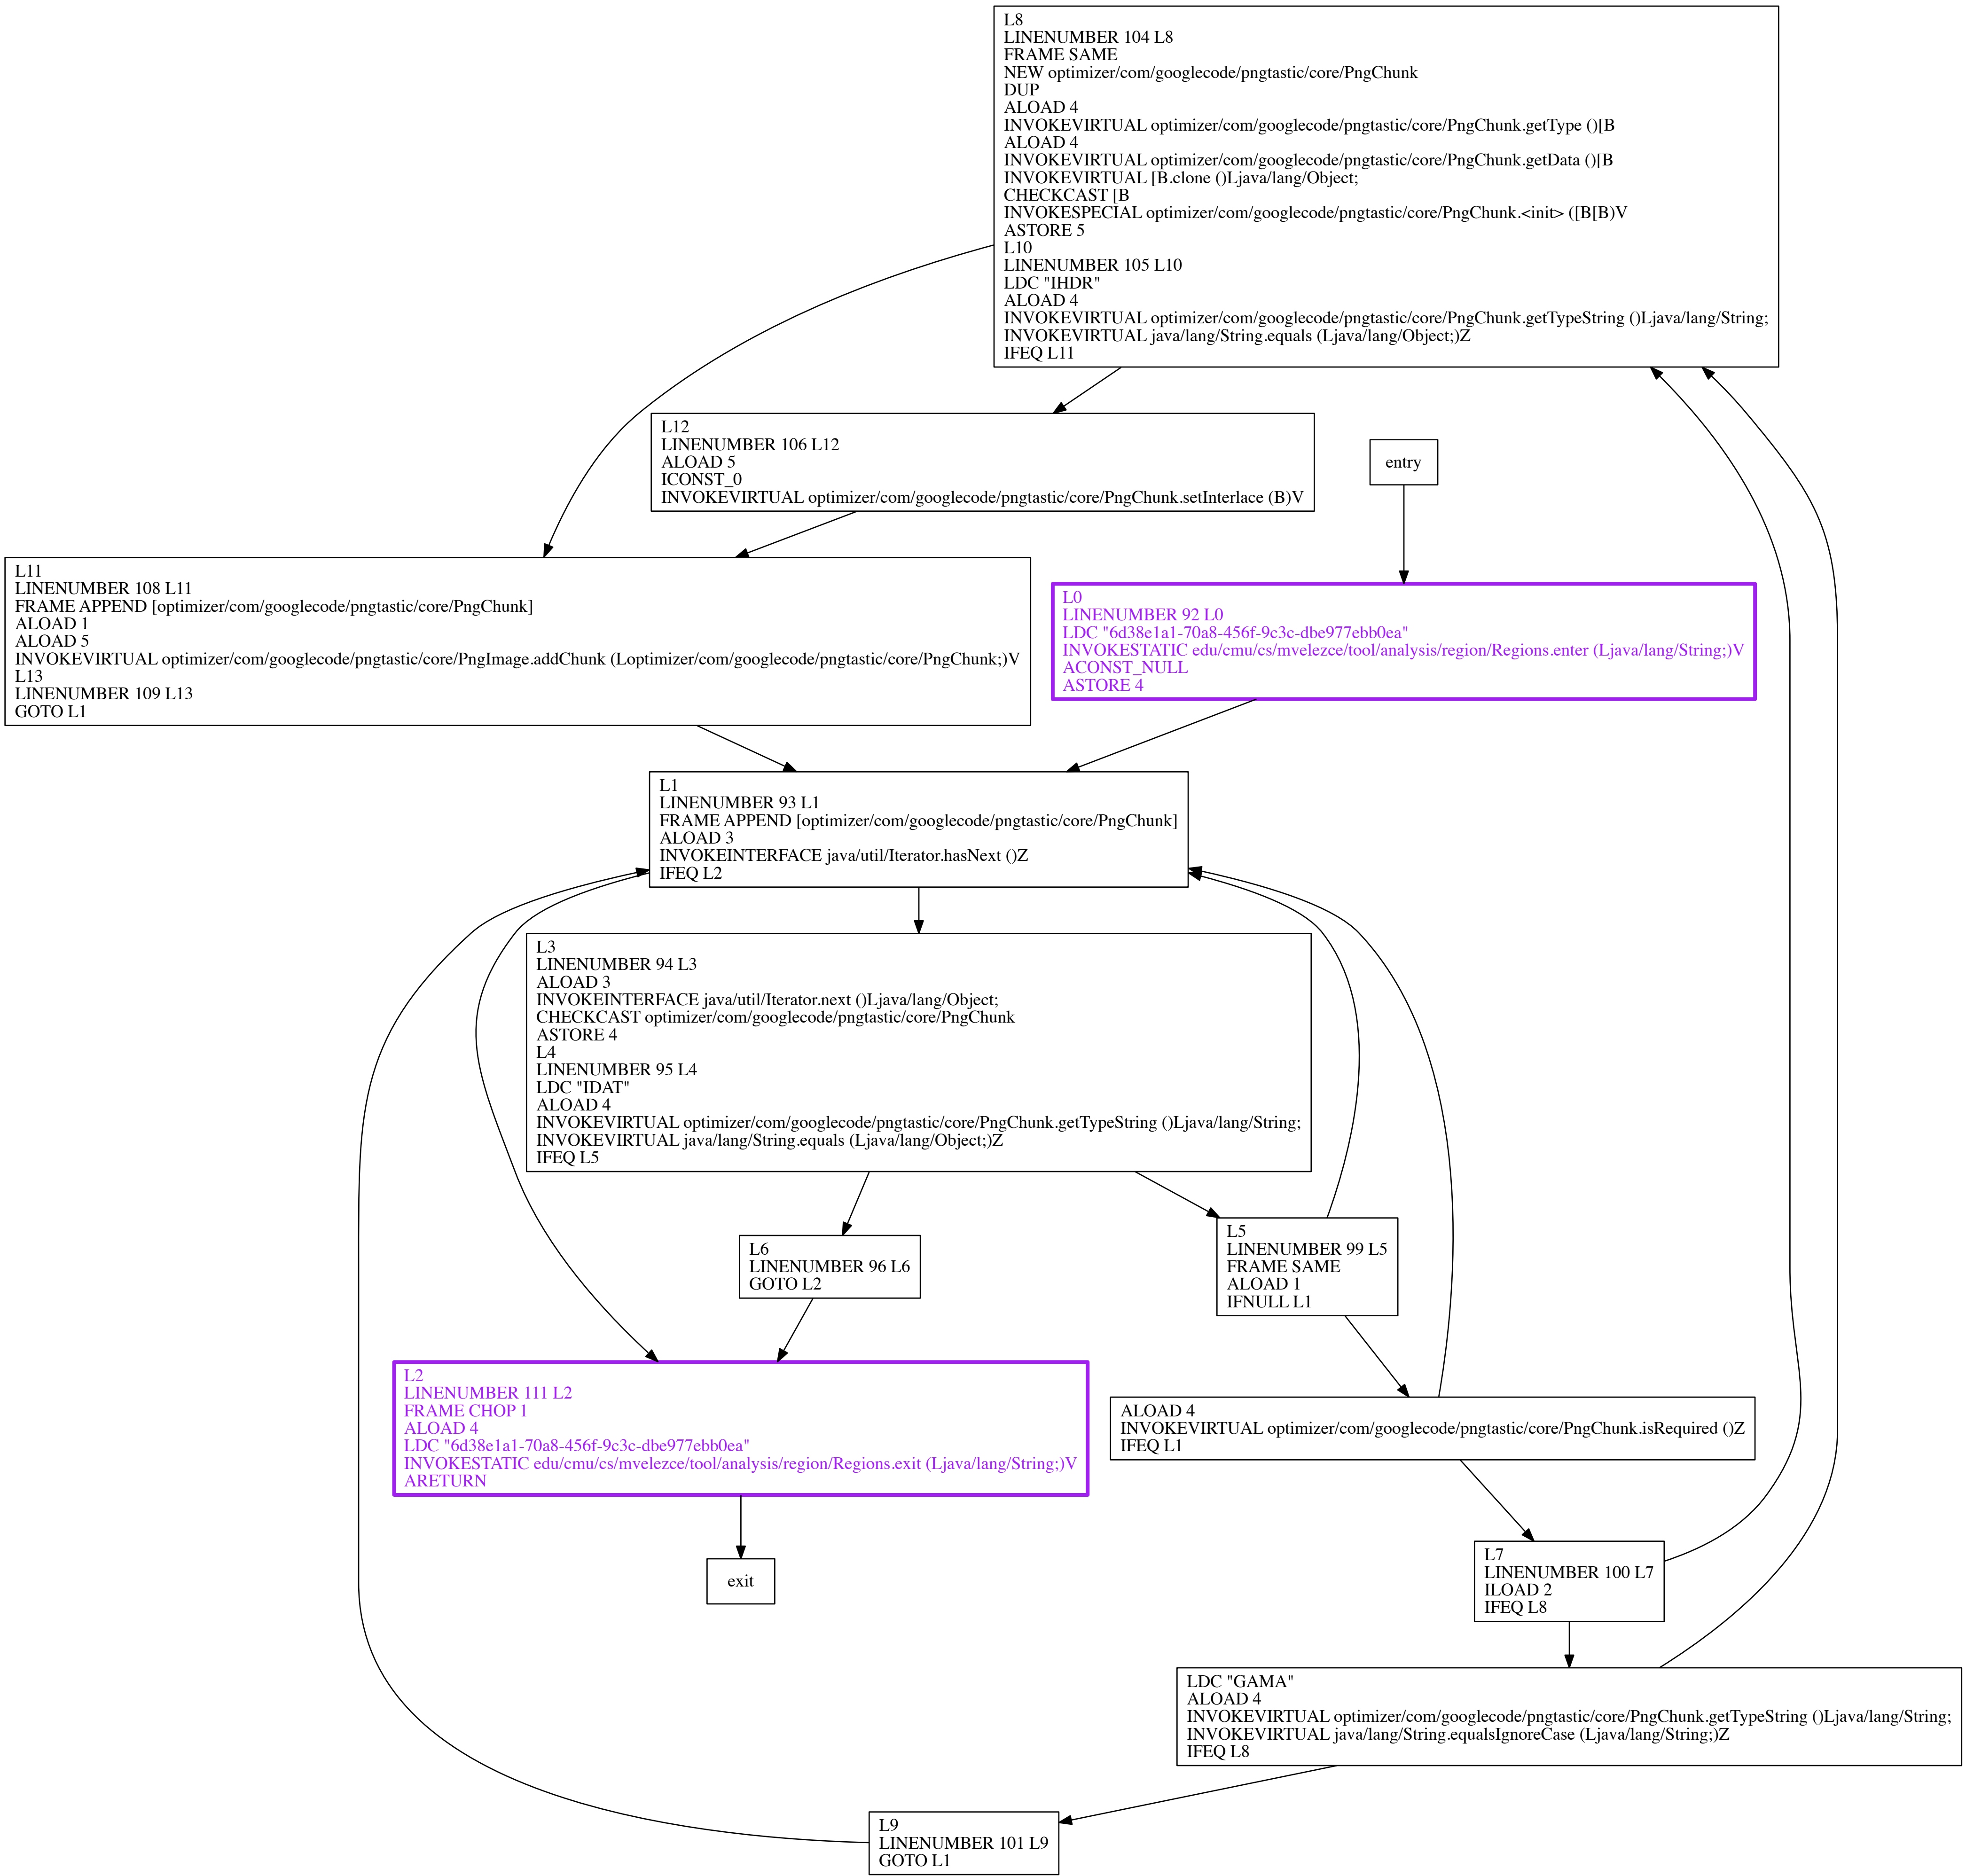 L8
LINENUMBER 104 L8
FRAME SAME
NEW optimizer/com/googlecode/pngtastic/core/PngChunk
DUP
ALOAD 4
INVOKEVIRTUAL optimizer/com/googlecode/pngtastic/core/PngChunk.getType ()[B
ALOAD 4
INVOKEVIRTUAL optimizer/com/googlecode/pngtastic/core/PngChunk.getData ()[B
INVOKEVIRTUAL [B.clone ()Ljava/lang/Object;
CHECKCAST [B
INVOKESPECIAL optimizer/com/googlecode/pngtastic/core/PngChunk.<init> ([B[B)V
ASTORE 5
L10
LINENUMBER 105 L10
LDC "IHDR"
ALOAD 4
INVOKEVIRTUAL optimizer/com/googlecode/pngtastic/core/PngChunk.getTypeString ()Ljava/lang/String;
INVOKEVIRTUAL java/lang/String.equals (Ljava/lang/Object;)Z
IFEQ L11
L12
LINENUMBER 106 L12
ALOAD 5
ICONST_0
INVOKEVIRTUAL optimizer/com/googlecode/pngtastic/core/PngChunk.setInterlace (B)V
entry
L11
LINENUMBER 108 L11
FRAME APPEND [optimizer/com/googlecode/pngtastic/core/PngChunk]
ALOAD 1
ALOAD 5
INVOKEVIRTUAL optimizer/com/googlecode/pngtastic/core/PngImage.addChunk (Loptimizer/com/googlecode/pngtastic/core/PngChunk;)V
L13
LINENUMBER 109 L13
GOTO L1
L0
LINENUMBER 92 L0
LDC "6d38e1a1-70a8-456f-9c3c-dbe977ebb0ea"
INVOKESTATIC edu/cmu/cs/mvelezce/tool/analysis/region/Regions.enter (Ljava/lang/String;)V
ACONST_NULL
ASTORE 4
L1
LINENUMBER 93 L1
FRAME APPEND [optimizer/com/googlecode/pngtastic/core/PngChunk]
ALOAD 3
INVOKEINTERFACE java/util/Iterator.hasNext ()Z
IFEQ L2
L3
LINENUMBER 94 L3
ALOAD 3
INVOKEINTERFACE java/util/Iterator.next ()Ljava/lang/Object;
CHECKCAST optimizer/com/googlecode/pngtastic/core/PngChunk
ASTORE 4
L4
LINENUMBER 95 L4
LDC "IDAT"
ALOAD 4
INVOKEVIRTUAL optimizer/com/googlecode/pngtastic/core/PngChunk.getTypeString ()Ljava/lang/String;
INVOKEVIRTUAL java/lang/String.equals (Ljava/lang/Object;)Z
IFEQ L5
L6
LINENUMBER 96 L6
GOTO L2
L5
LINENUMBER 99 L5
FRAME SAME
ALOAD 1
IFNULL L1
L2
LINENUMBER 111 L2
FRAME CHOP 1
ALOAD 4
LDC "6d38e1a1-70a8-456f-9c3c-dbe977ebb0ea"
INVOKESTATIC edu/cmu/cs/mvelezce/tool/analysis/region/Regions.exit (Ljava/lang/String;)V
ARETURN
ALOAD 4
INVOKEVIRTUAL optimizer/com/googlecode/pngtastic/core/PngChunk.isRequired ()Z
IFEQ L1
exit
L7
LINENUMBER 100 L7
ILOAD 2
IFEQ L8
LDC "GAMA"
ALOAD 4
INVOKEVIRTUAL optimizer/com/googlecode/pngtastic/core/PngChunk.getTypeString ()Ljava/lang/String;
INVOKEVIRTUAL java/lang/String.equalsIgnoreCase (Ljava/lang/String;)Z
IFEQ L8
L9
LINENUMBER 101 L9
GOTO L1